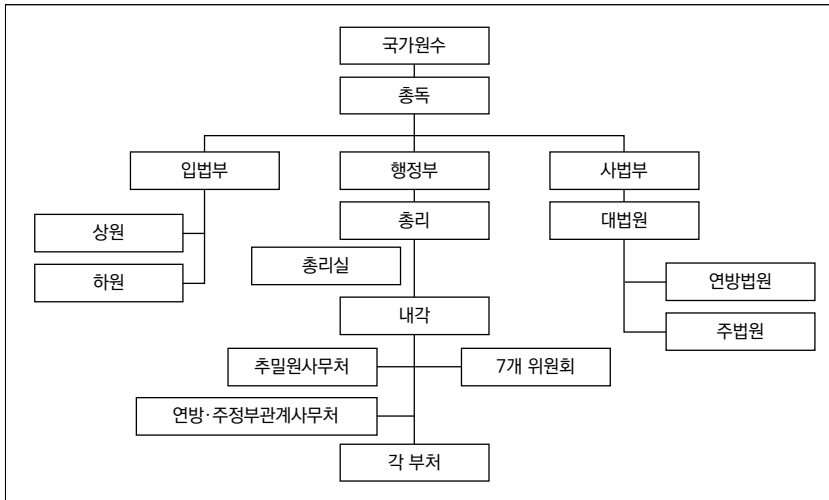 국가원수
총독
입법부
행정부
사법부
상원
총리
대법원
하원
총리실
연방법원
내각
주법원
추밀원사무처
7개 위원회
연방·주정부관계사무처
각 부처